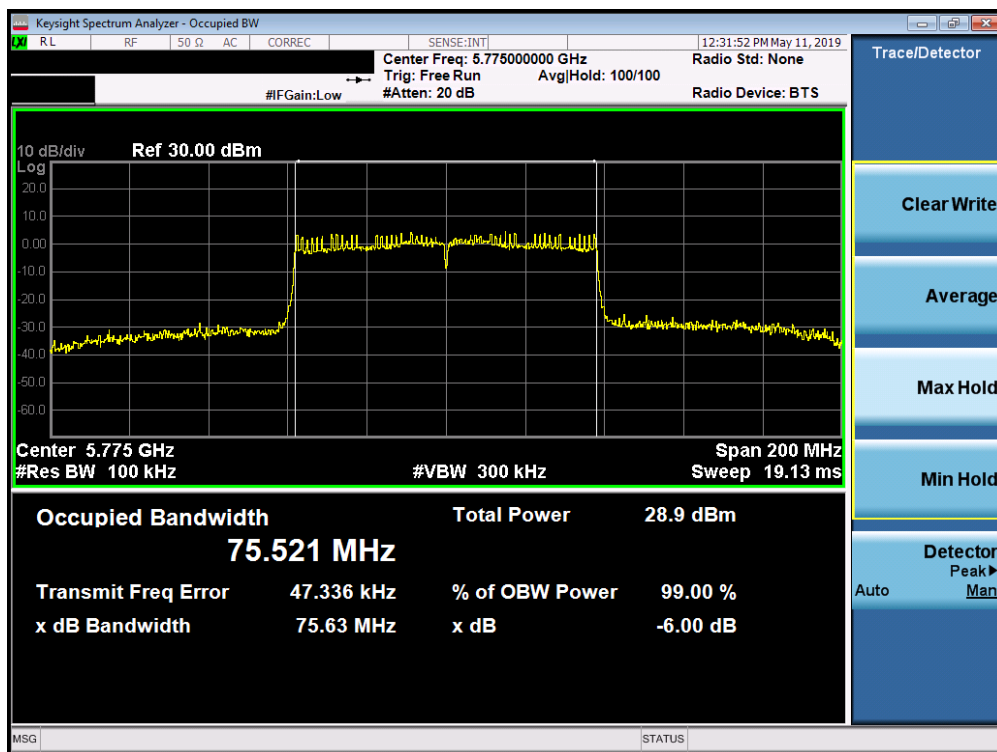 Keysight Spectrum Analyzer - Occupied BW
LXI RL RF 50 Ω AC CORREC SENSE:INT 12:31:52 PM May 11, 2019
Center Freq: 5.775000000 GHz Radio Std: None
Trig: Free Run Avg|Hold: 100/100
#IFGain:Low #Atten: 20 dB Radio Device: BTS
Trace/Detector
10 dB/div Ref 30.00 dBm
Log
20.0
10.0
0.00
-10.0
-20.0
-30.0
-40.0
-50.0
-60.0
Center 5.775 GHz Span 200 MHz
#Res BW 100 kHz #VBW 300 kHz Sweep 19.13 ms
Occupied Bandwidth Total Power 28.9 dBm
75.521 MHz
Transmit Freq Error 47.336 kHz % of OBW Power 99.00 %
x dB Bandwidth 75.63 MHz x dB -6.00 dB
Clear Write
Average
Max Hold
Min Hold
Detector
Peak▶
Auto Man
MSG STATUS